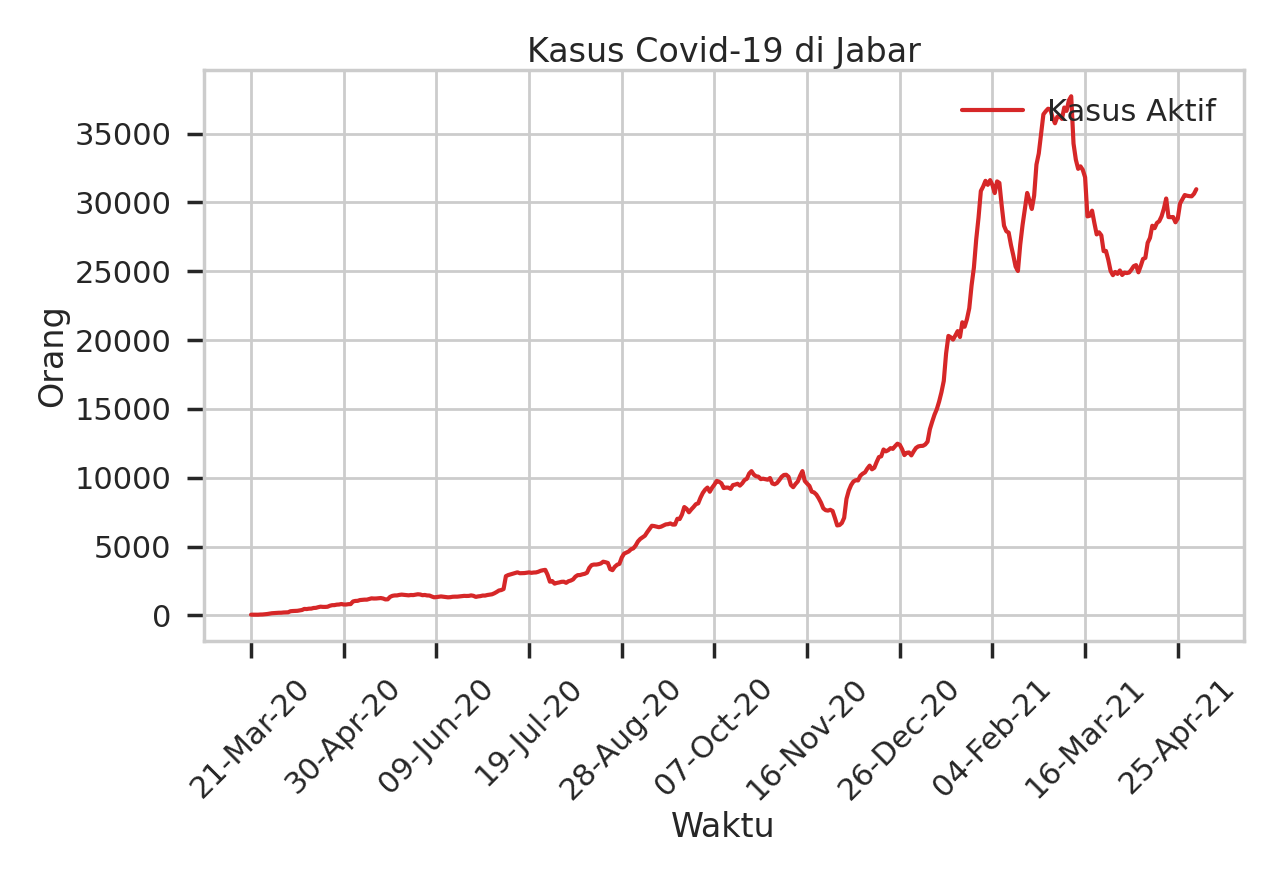 Kasus Covid-19 di Jabar
Kasus Aktif
35000
30000
25000
20000
15000
10000
5000
0
Orang
21-Mar-20
30-Apr-20
09-Jun-20
19-Jul-20
28-Aug-20
07-Oct-20
16-Nov-20
26-Dec-20
04-Feb-21
16-Mar-21
25-Apr-21
Waktu